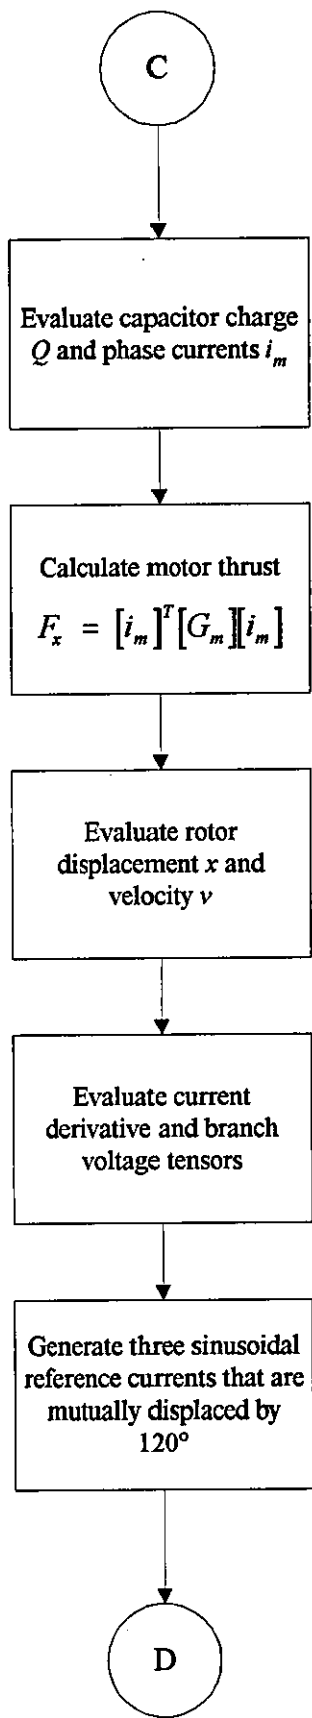 C
Evaluate capacitor charge
Q and phase currents i_m
Calculate motor thrust
F_x = [i_m]^T [G_m][i_m]
Evaluate rotor
displacement x and
velocity v
Evaluate current
derivative and branch
voltage tensors
Generate three sinusoidal
reference currents that are
mutually displaced by
120°
D